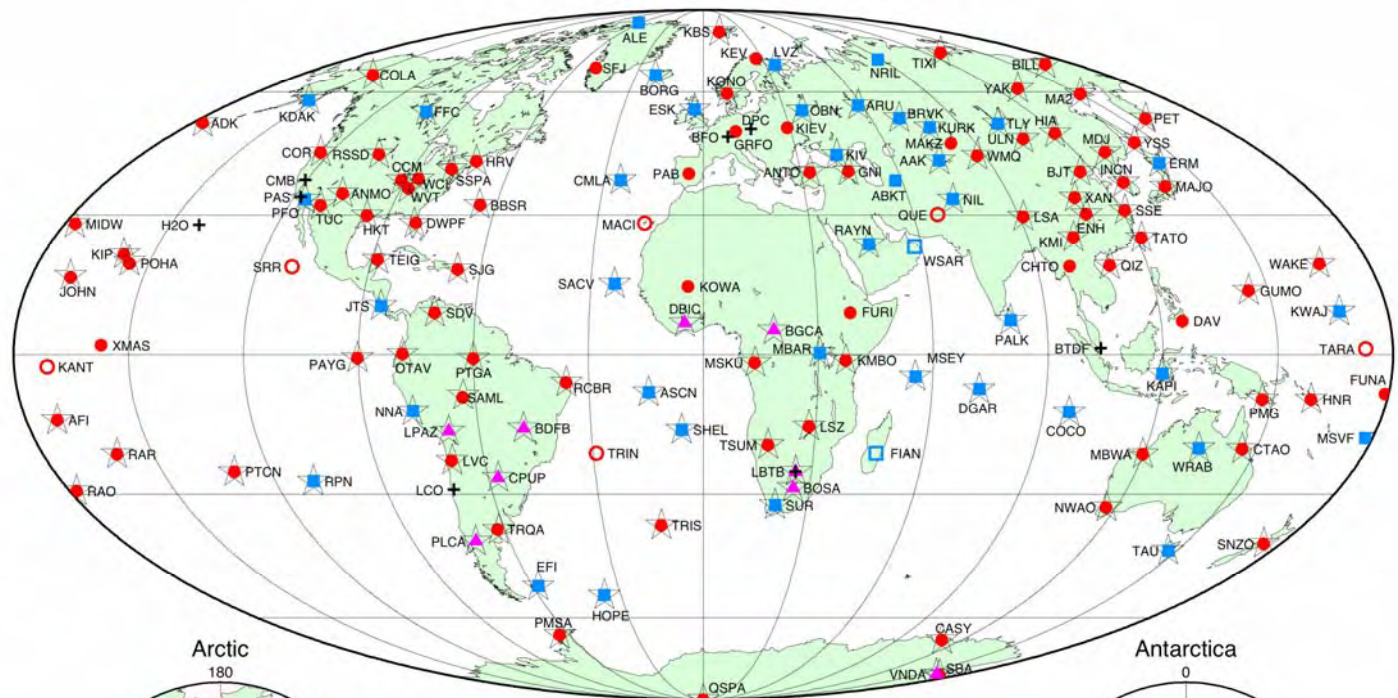 ALE
KBS
KEV
LVZ
TIXI
BILL
COLA
SFJ
BORG
KONO
NRIL
YAK
MA2
KDAK
FFC
ESK
OBN
ARU
BRVK
TLY
HIA
PET
ADK
DPC
BFO
GRFO
KIEV
KURK
MAKZ
ULN
MDJ
YSS
COR
RSSD
CCM
HRV
KIV
AAK
WMQ
ERM
CMB
WCI
SSPA
CMLA
PAB
ANTO
GNI
BJT
INCN
MAJO
PAS
ANMO
WVT
ABKT
NIL
XAN
PFO
TUC
BBSR
QUE
LSA
SSE
MIDW
H2O
HKT
DWPF
MACI
ENH
RAYN
KMI
TATO
KIP
POHA
SRR
TEIG
SJG
WSAR
CHTO
QIZ
WAKE
JOHN
SACV
KOWA
GUMO
JTS
SDV
DBIC
FURI
KWAJ
BGCA
PALK
DAV
XMAS
MBAR
MSEY
BTDF
TARA
KANT
PAYG
OTAV
PTGA
MSKU
KMBO
KAPI
FUNA
RCBR
ASCN
DGAR
SAML
NNA
PMG
HNR
AFI
LPAZ
BDFB
SHEL
LSZ
COCO
MSVF
TSUM
RAR
TRIN
FIAN
MBWA
CTAO
PTCN
LVC
LBTB
WRAB
RPN
CPUP
RAO
LCO
BOSA
SUR
NWAO
TRQA
TRIS
PLCA
TAU
SNZO
EFI
HOPE
PMSA
CASY
Arctic
Antarctica
VNDA
SBA
180
0
QSPA